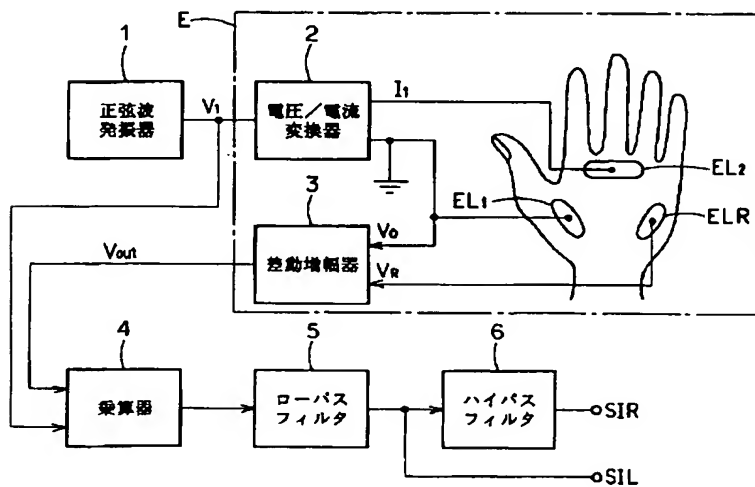 1
E
2
正弦波
発振器
V1
電圧/電流
変換器
I1
EL2
EL1
ELR
3
差動増幅器
V0
VR
Vout
4
乗算器
5
ローパス
フィルタ
6
ハイパス
フィルタ
SIR
SIL